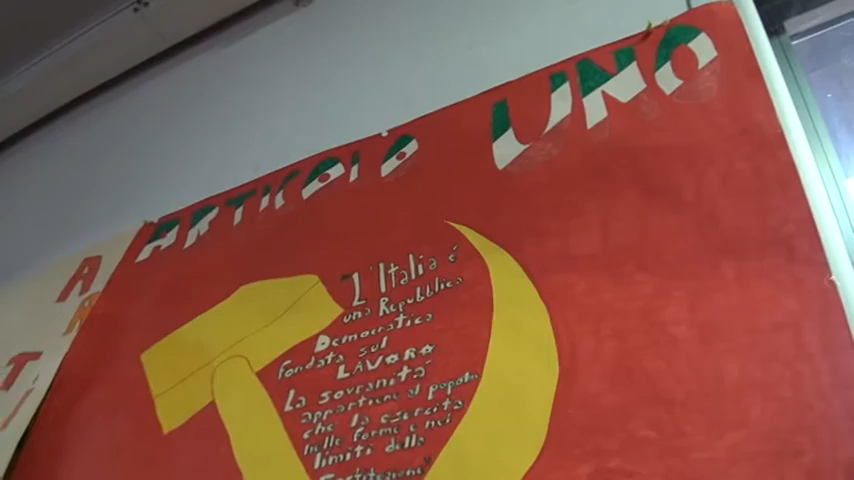 ARTICOLO UNO
"L'Italia é
una Repubblica
Democratica
fondata sul
LAVORO
La sovranità
appartiene al popolo
che la esercita
nelle forme e nei
limiti della
Costituzione"
A
R
T
I